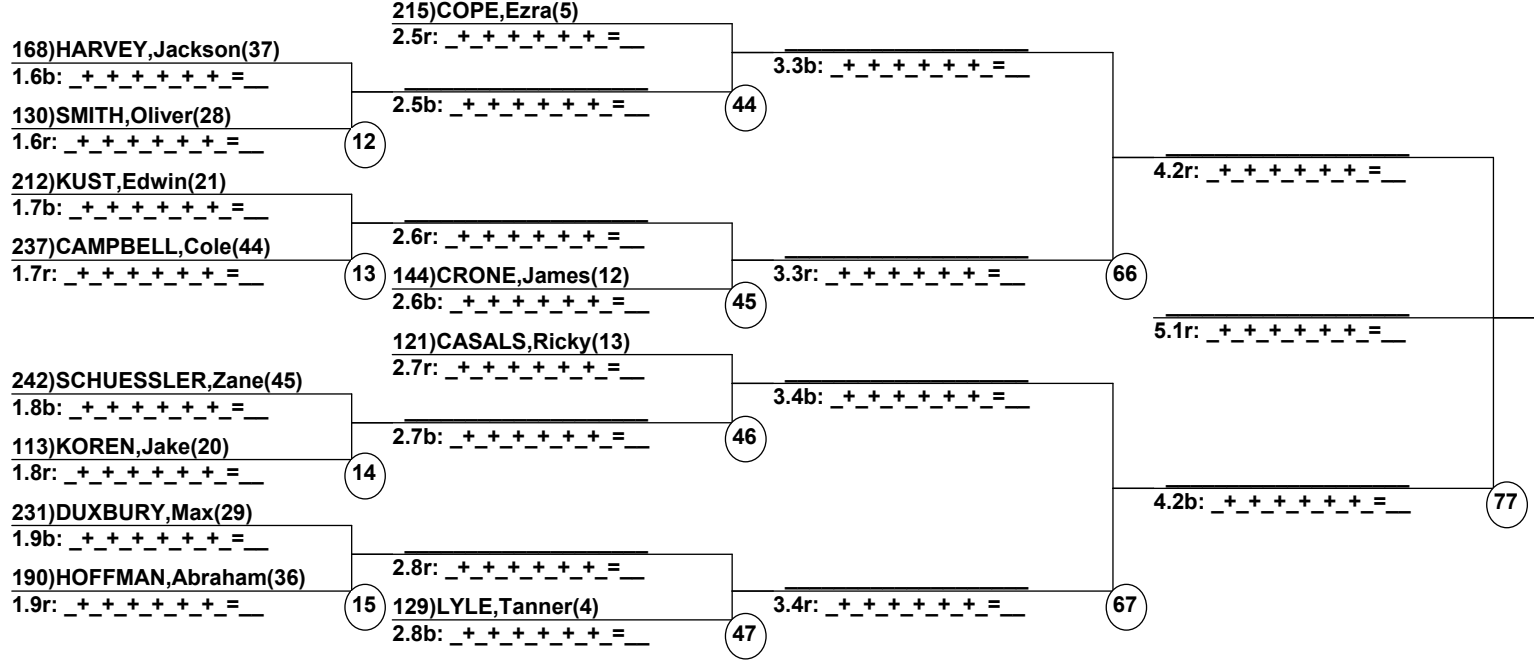 168)HARVEY,Jackson(37)
1.6b: _+_+_+_+_+_=__
130)SMITH,Oliver(28)
1.6r: _+_+_+_+_+_=__
12
212)KUST,Edwin(21)
1.7b: _+_+_+_+_+_=__
237)CAMPBELL,Cole(44)
1.7r: _+_+_+_+_+_=__
13
242)SCHUESSLER,Zane(45)
1.8b: _+_+_+_+_+_=__
113)KOREN,Jake(20)
1.8r: _+_+_+_+_+_=__
14
231)DUXBURY,Max(29)
1.9b: _+_+_+_+_+_=__
190)HOFFMAN,Abraham(36)
1.9r: _+_+_+_+_+_=__
15
215)COPE,Ezra(5)
2.5r: _+_+_+_+_+_=__
2.5b: _+_+_+_+_+_=__
44
2.6r: _+_+_+_+_+_=__
144)CRONE,James(12)
2.6b: _+_+_+_+_+_=__
45
121)CASALS,Ricky(13)
2.7r: _+_+_+_+_+_=__
2.7b: _+_+_+_+_+_=__
46
2.8r: _+_+_+_+_+_=__
129)LYLE,Tanner(4)
2.8b: _+_+_+_+_+_=__
47
3.3b: _+_+_+_+_+_=__
3.3r: _+_+_+_+_+_=__
66
3.4b: _+_+_+_+_+_=__
3.4r: _+_+_+_+_+_=__
67
4.2r: _+_+_+_+_+_=__
4.2b: _+_+_+_+_+_=__
77
5.1r: _+_+_+_+_+_=__